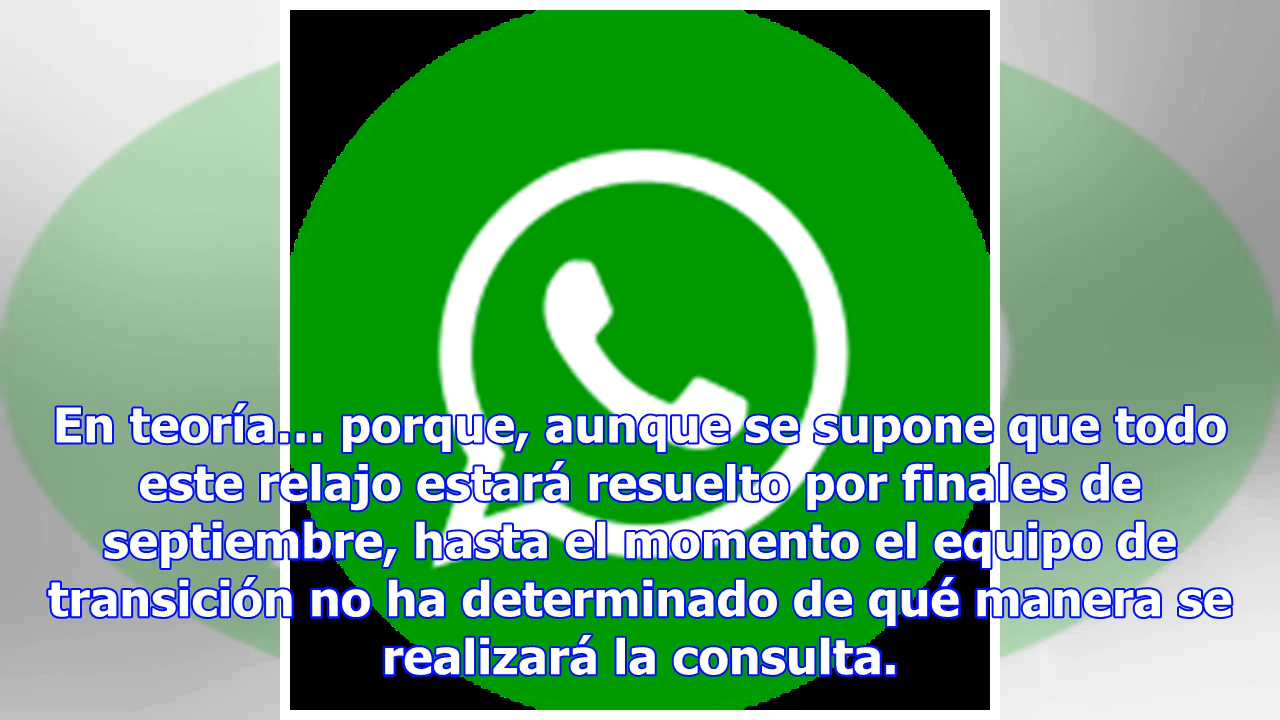 En teoría... porque, aunque se supone que todo
este relajo estará resuelto por finales de
septiembre, hasta el momento el equipo de
transición no ha determinado de qué manera se
realizará la consulta.